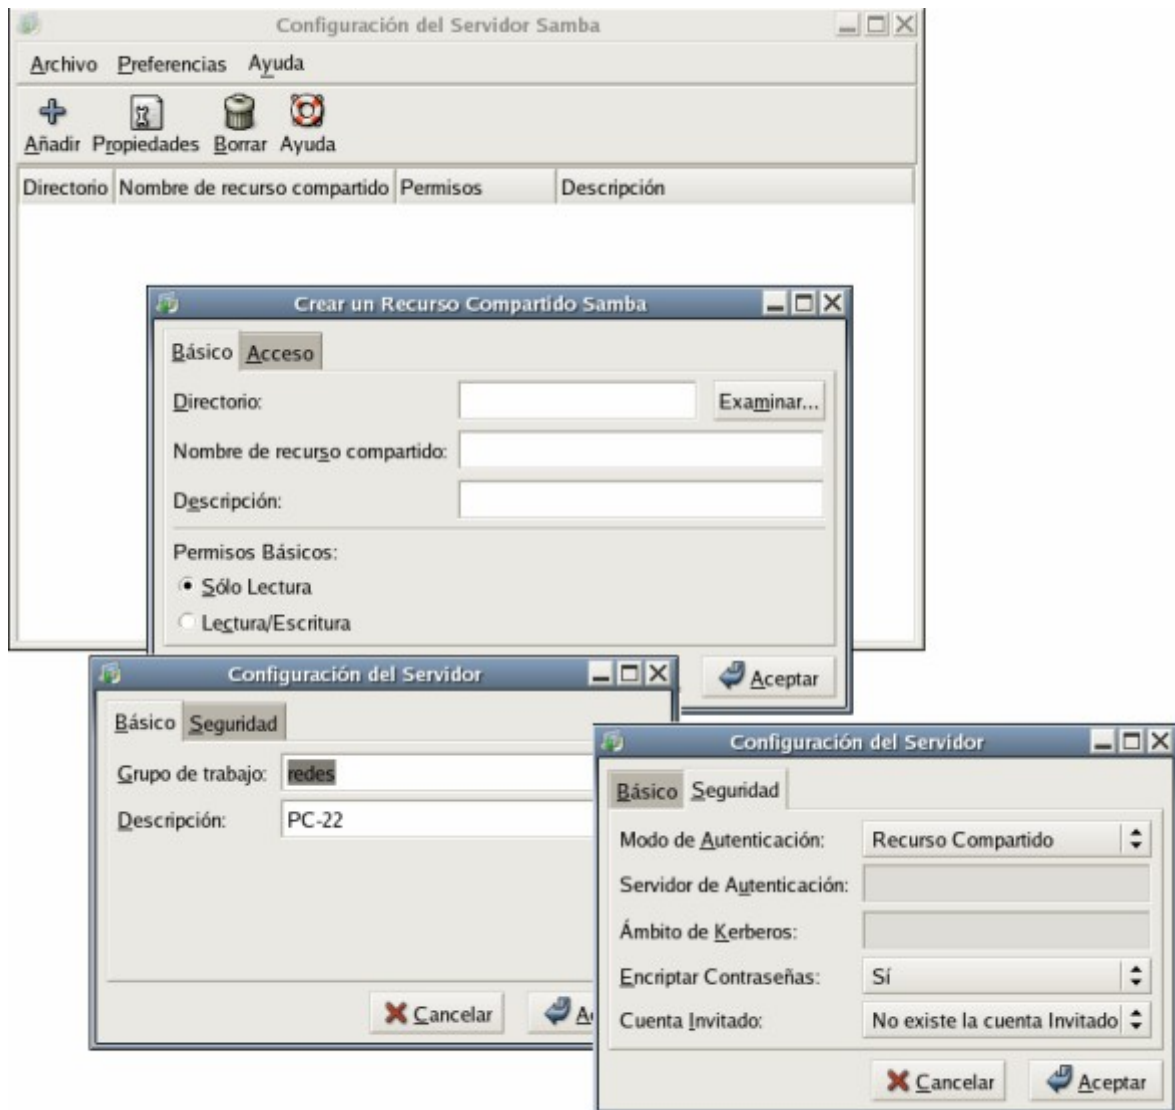 Configuración del Servidor Samba
Archivo Preferencias Ayuda
Añadir Propiedades Borrar Ayuda
Directorio Nombre de recurso compartido Permisos Descripción
Crear un Recurso Compartido Samba
Básico Acceso
Directorio: Examinar...
Nombre de recurso compartido:
Descripción:
Permisos Básicos:
Sólo Lectura
Lectura/Escritura
Aceptar
Configuración del Servidor
Básico Seguridad
Grupo de trabajo: redes
Descripción: PC-22
Cancelar
Configuración del Servidor
Básico Seguridad
Modo de Autenticación: Recurso Compartido
Servidor de Autenticación:
Ámbito de Kerberos:
Encriptar Contraseñas: Sí
Cuenta Invitado: No existe la cuenta Invitado
Cancelar Aceptar